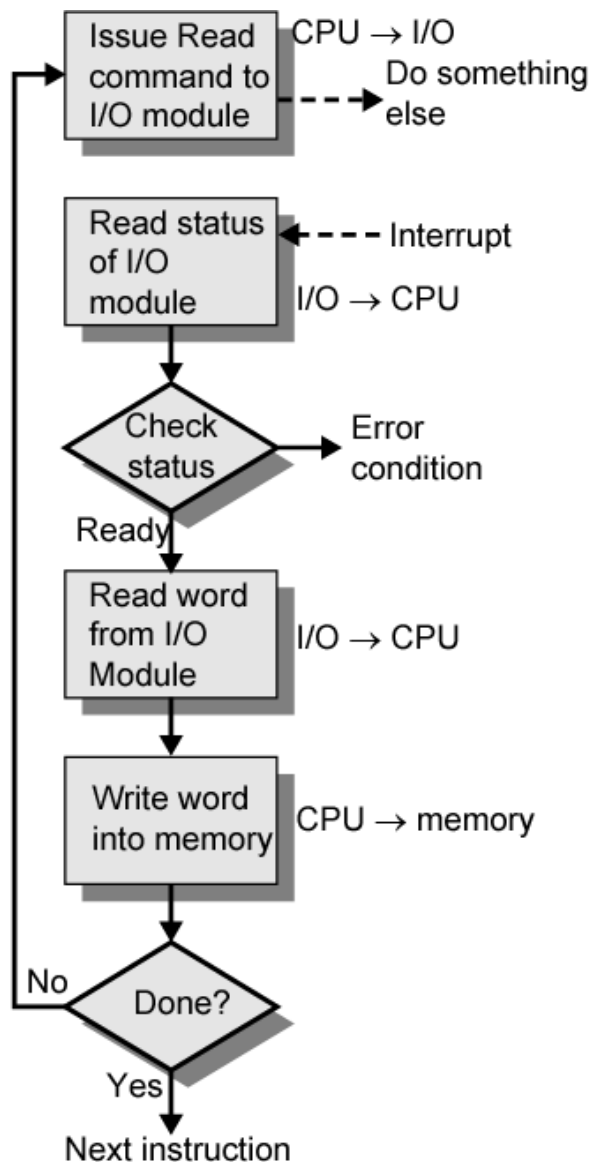 Issue Read
command to
I/O module
CPU → I/O
Do something
else
Read status
of I/O
module
Interrupt
I/O → CPU
Check
status
Error
condition
Ready
Read word
from I/O
Module
I/O → CPU
Write word
into memory
CPU → memory
No
Done?
Yes
Next instruction